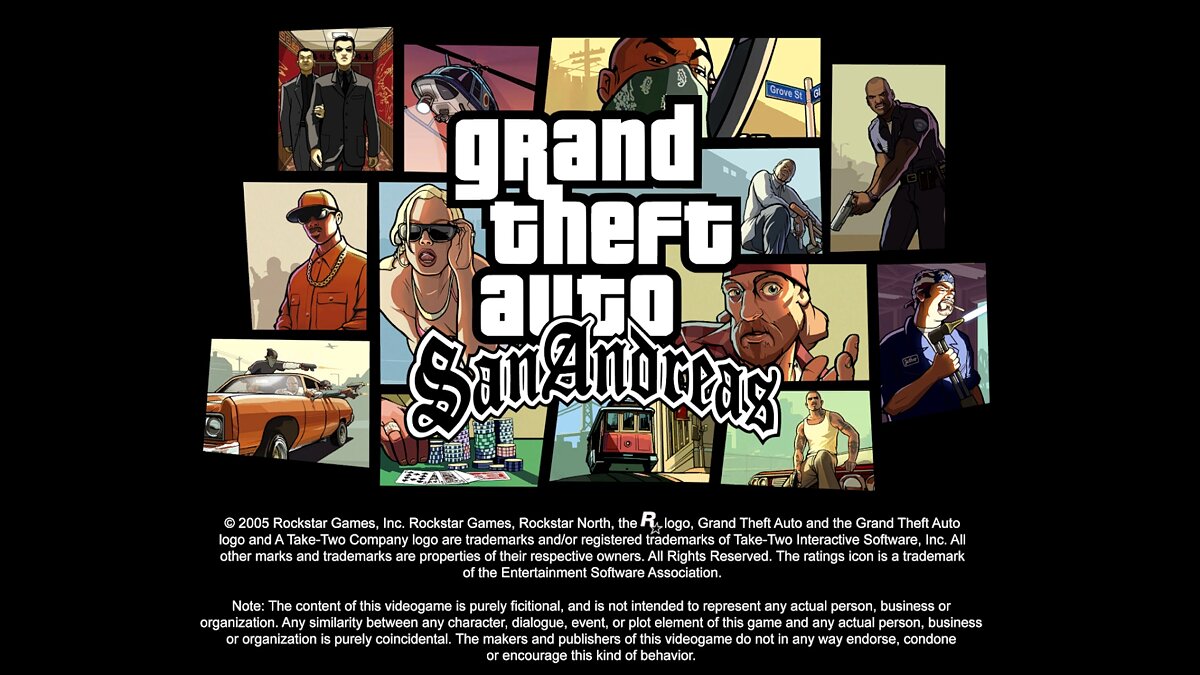 Grove St
grand
theft
auto
San Andreas
© 2005 Rockstar Games, Inc. Rockstar Games, Rockstar North, the R logo, Grand Theft Auto and the Grand Theft Auto
logo and A Take-Two Company logo are trademarks and/or registered trademarks of Take-Two Interactive Software, Inc. All
other marks and trademarks are properties of their respective owners. All Rights Reserved. The ratings icon is a trademark
of the Entertainment Software Association.
Note: The content of this videogame is purely ficitional, and is not intended to represent any actual person, business or
organization. Any similarity between any character, dialogue, event, or plot element of this game and any actual person, business
or organization is purely coincidental. The makers and publishers of this videogame do not in any way endorse, condone
or encourage this kind of behavior.